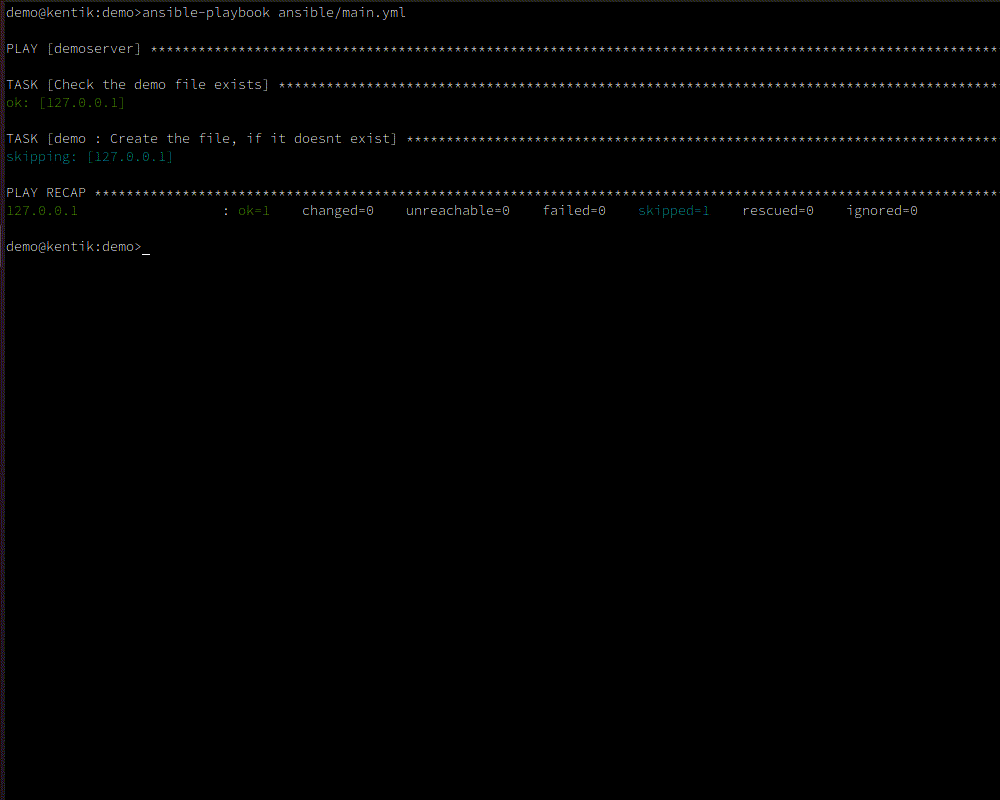 demo@kentik:demo>ansible-playbook ansible/main.yml
PLAY [demoserver] **********************************************************************************************************
TASK [Check the demo file exists] ******************************************************************************************
ok: [127.0.0.1]
TASK [demo : Create the file, if it doesnt exist] **************************************************************************
skipping: [127.0.0.1]
PLAY RECAP *****************************************************************************************************************
127.0.0.1                  : ok=1    changed=0    unreachable=0    failed=0    skipped=1    rescued=0    ignored=0
demo@kentik:demo>_